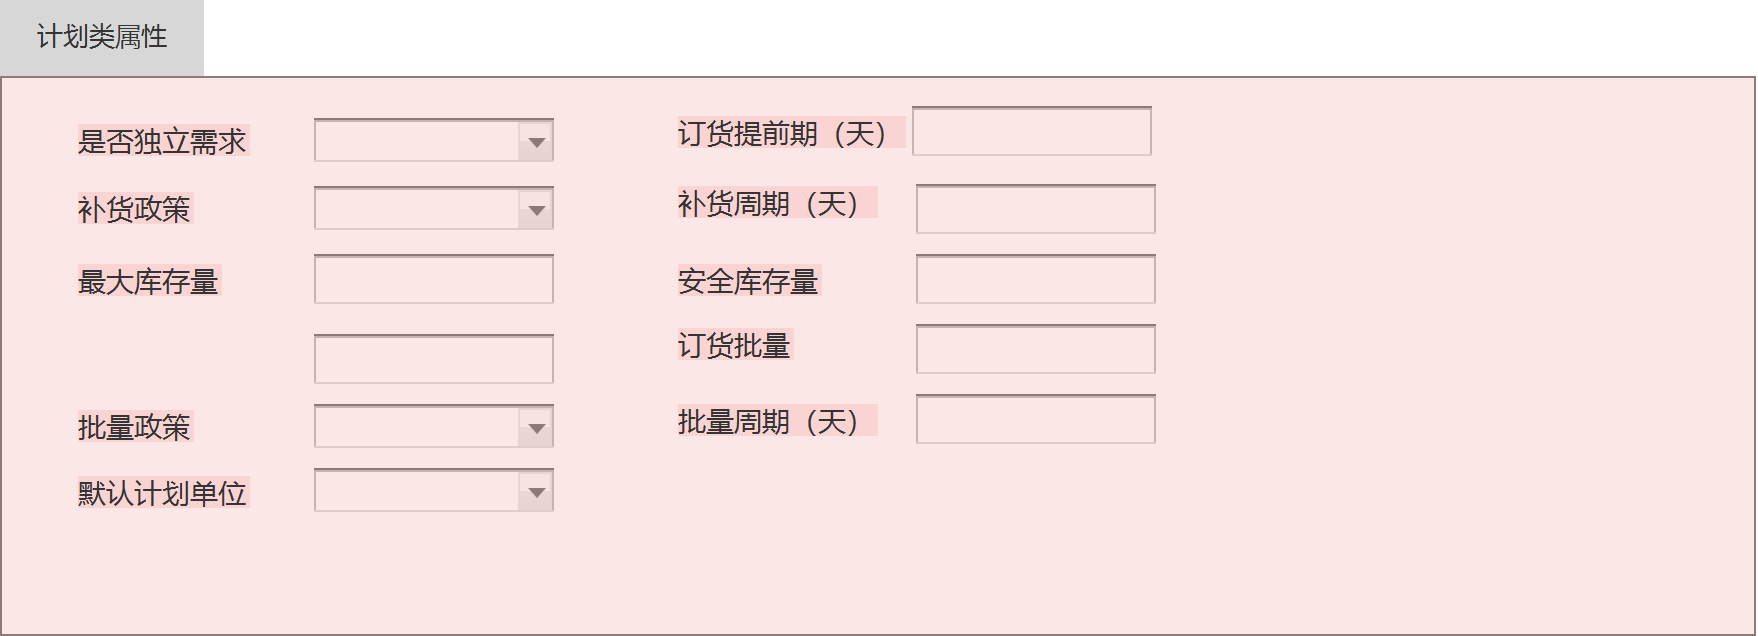 计划类属性
是否独立需求
订货提前期（天）
补货政策
补货周期（天）
最大库存量
安全库存量
订货批量
批量政策
批量周期（天）
默认计划单位